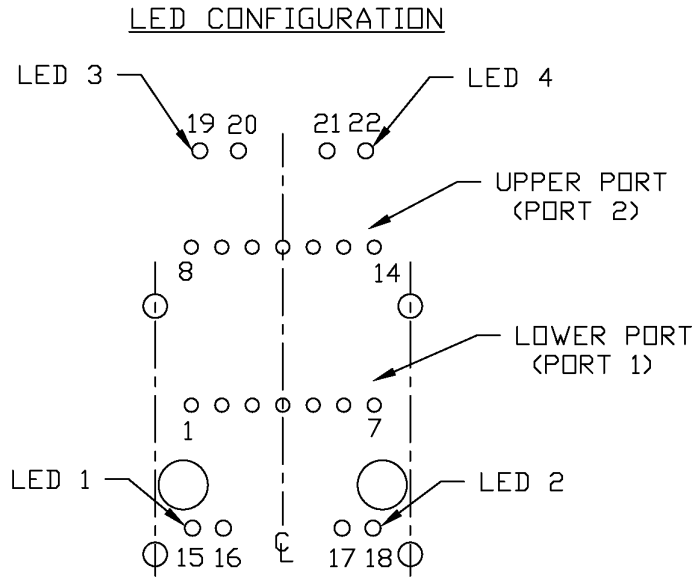 LED CONFIGURATION
LED 3
LED 4
19 20 21 22
UPPER PORT
(PORT 2)
8 14
LOWER PORT
(PORT 1)
1 7
LED 1
LED 2
15 16 ℄ 17 18